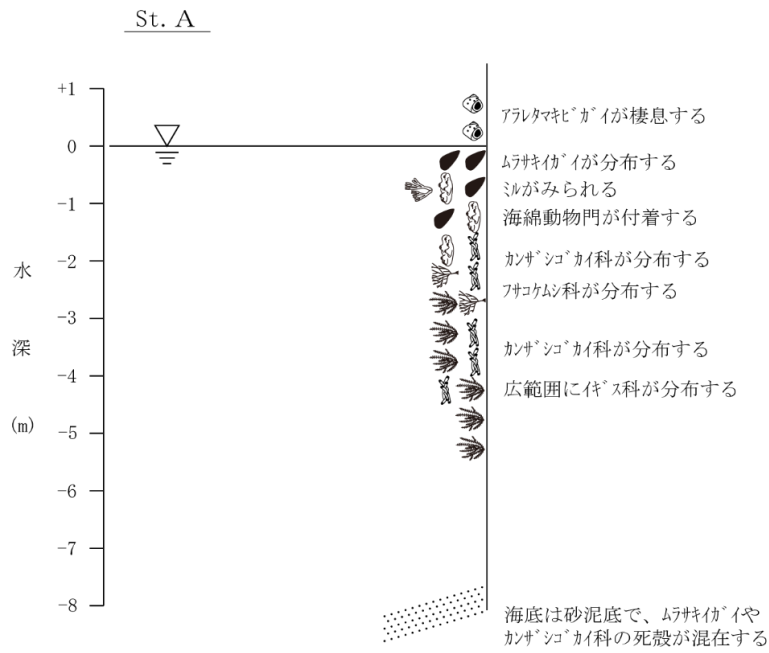 St. A
+1
ｱﾗﾚﾀﾏｷﾋﾞｶﾞｲが棲息する
0
ﾑﾗｻｷｲｶﾞｲが分布する
ﾐﾙがみられる
-1
海綿動物門が付着する
-2
ｶﾝｻﾞｼｺﾞｶｲ科が分布する
水
ﾌｻｺｹﾑｼ科が分布する
-3
深
ｶﾝｻﾞｼｺﾞｶｲ科が分布する
-4
広範囲にｲｷﾞｽ科が分布する
(m)
-5
-6
-7
-8
海底は砂泥底で、ﾑﾗｻｷｲｶﾞｲや
ｶﾝｻﾞｼｺﾞｶｲ科の死殻が混在する